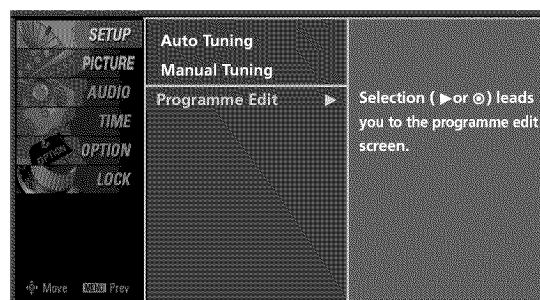 SETUP
PICTURE
AUDIO
TIME
OPTION
OPTION
LOCK
Move MENU Prev
Auto Tuning
Manual Tuning
Programme Edit ▶
Selection ( ▶or ◉) leads
you to the programme edit
screen.